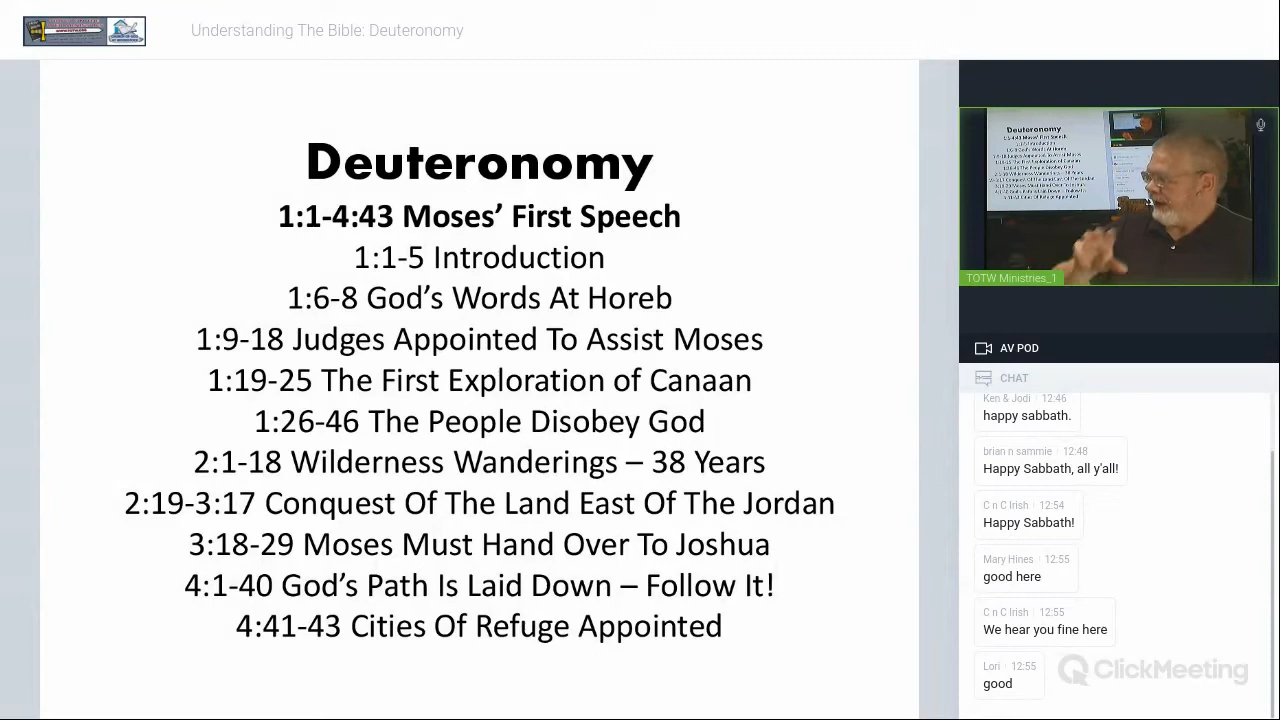 Understanding The Bible: Deuteronomy
Deuteronomy
1:1-4:43 Moses’ First Speech
1:1-5 Introduction
1:6-8 God’s Words At Horeb
1:9-18 Judges Appointed To Assist Moses
1:19-25 The First Exploration of Canaan
1:26-46 The People Disobey God
2:1-18 Wilderness Wanderings – 38 Years
2:19-3:17 Conquest Of The Land East Of The Jordan
3:18-29 Moses Must Hand Over To Joshua
4:1-40 God’s Path Is Laid Down – Follow It!
4:41-43 Cities Of Refuge Appointed
Deuteronomy
TOTW Ministries_1
AV POD
CHAT
Ken & Jodi 12:46
happy sabbath.
brian n sammie 12:48
Happy Sabbath, all y'all!
C n C Irish 12:54
Happy Sabbath!
Mary Hines 12:55
good here
C n C Irish 12:55
We hear you fine here
Lori 12:55
good
ClickMeeting